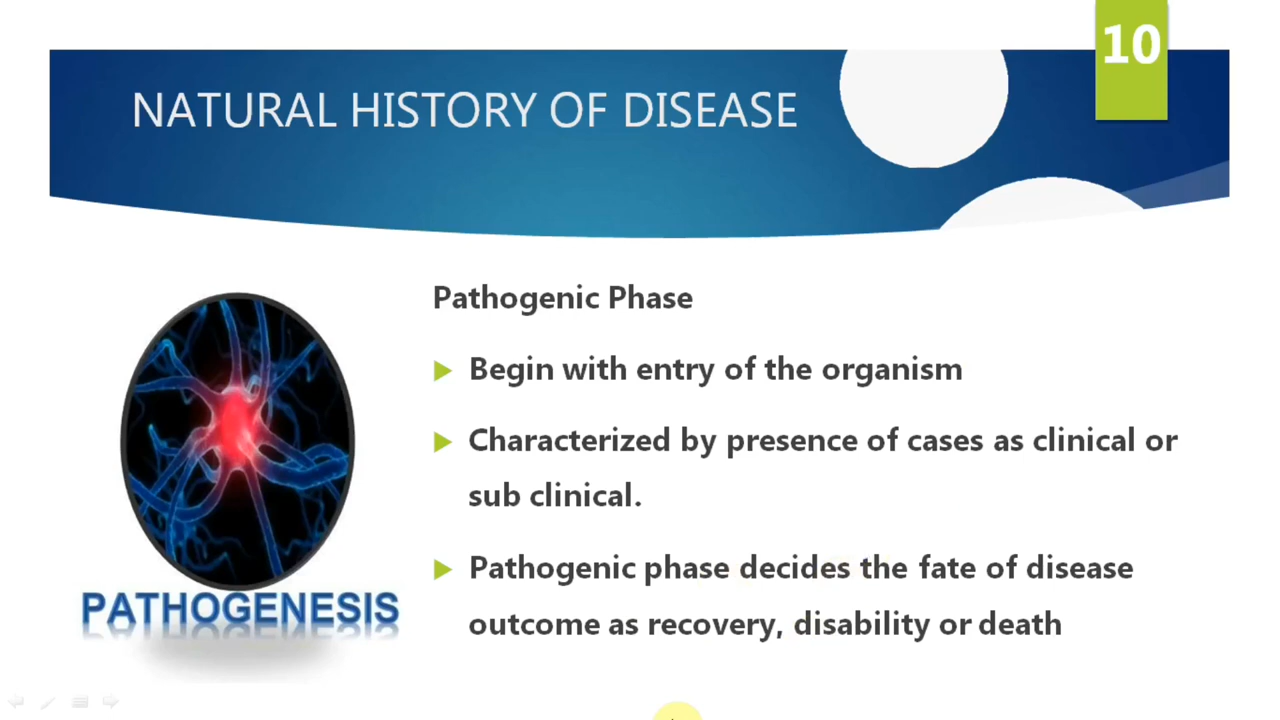 10
NATURAL HISTORY OF DISEASE
Pathogenic Phase
Begin with entry of the organism
Characterized by presence of cases as clinical or
sub clinical.
Pathogenic phase decides the fate of disease
outcome as recovery, disability or death
PATHOGENESIS